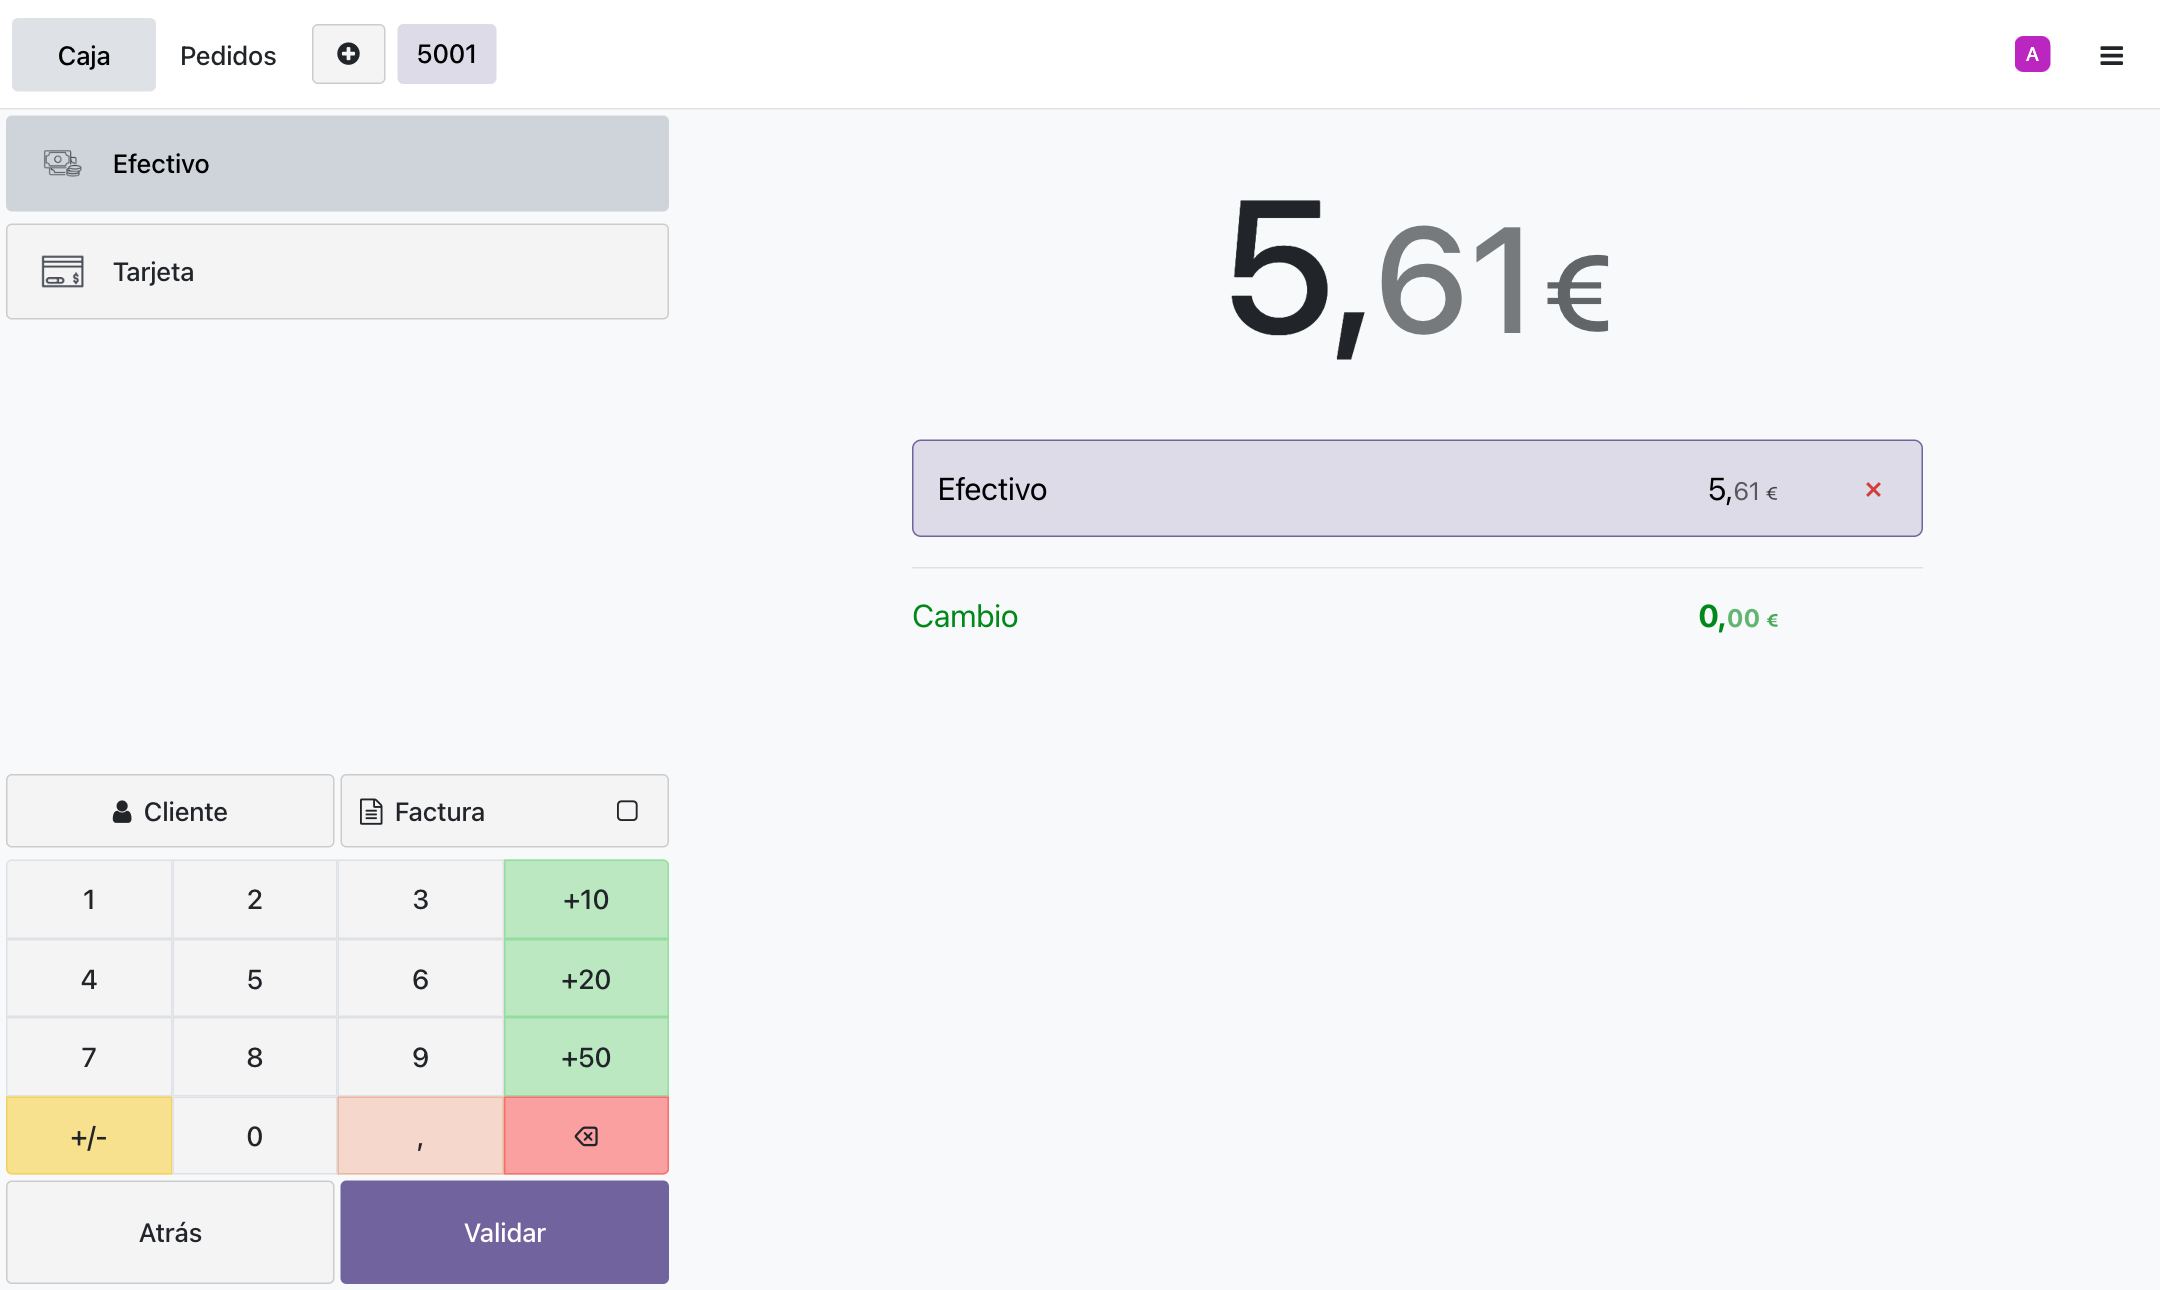 Caja Pedidos 5001 A
Efectivo
Tarjeta
5,61€
Efectivo 5,61 € ×
Cambio 0,00 €
Cliente Factura
1 2 3 +10
4 5 6 +20
7 8 9 +50
+/- 0 ,
Atrás Validar